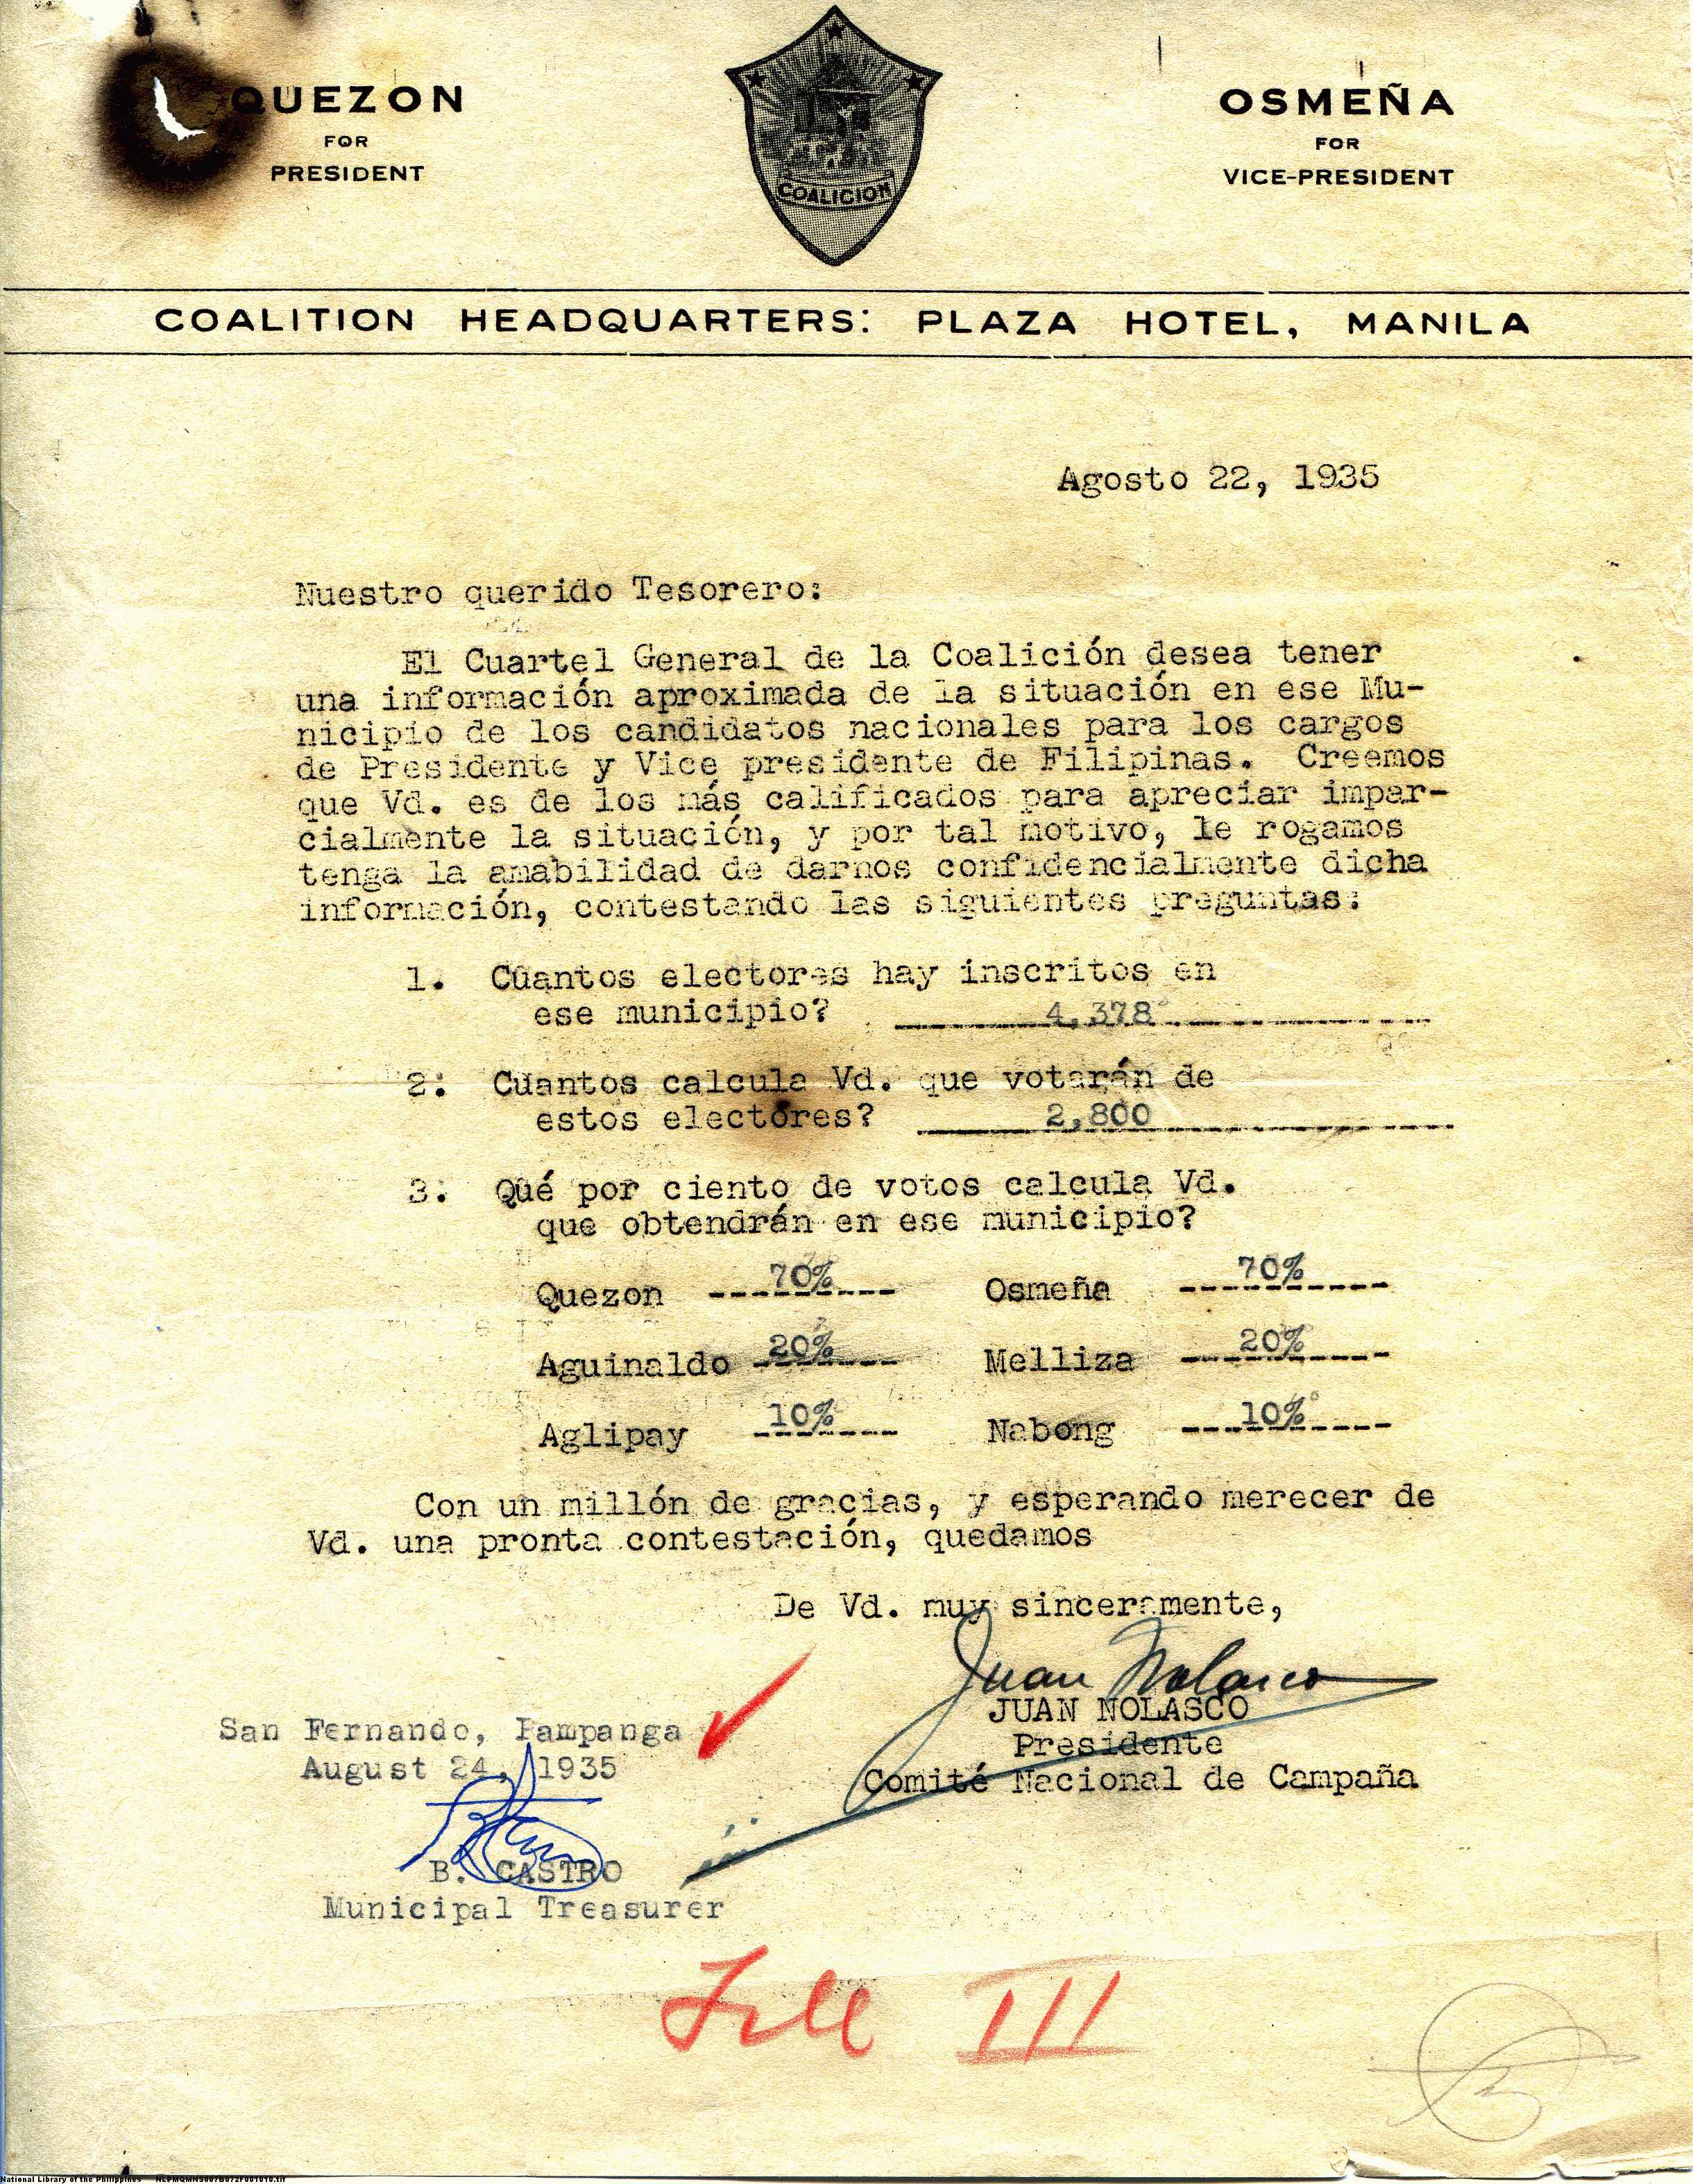 QUEZON
FOR
PRESIDENT
COALICION
OSMEÑA
FOR
VICE-PRESIDENT
COALITION HEADQUARTERS: PLAZA HOTEL, MANILA
Agosto 22, 1935
Nuestro querido Tesorero:
El Cuartel General de la Coalición desea tener
una información aproximada de la situación en ese Mu-
nicipio de los candidatos nacionales para los cargos
de Presidente y Vice presidente de Filipinas. Creemos
que Vd. es de los más calificados para apreciar impar-
cialmente la situación, y por tal motivo, le rogamos
tenga la amabilidad de darnos confidencialmente dicha
información, contestando las siguientes preguntas:
1. Cuantos electores hay inscritos en
ese municipio? 4,378
2: Cuantos calcula Vd. que votarán de
estos electores? 2,800
3: Qué por ciento de votos calcula Vd.
que obtendrán en ese municipio?
Quezon 70% Osmeña 70%
Aguinaldo 20% Melliza 20%
Aglipay 10% Nabong 10%
Con un millón de gracias, y esperando merecer de
Vd. una pronta contestación, quedamos
De Vd. muy sinceramente,
Juan Nolasco
JUAN NOLASCO
Presidente
Comité Nacional de Campaña
San Fernando, Pampanga
August 24, 1935
B. CASTRO
Municipal Treasurer
File III
National Library of the Philippines